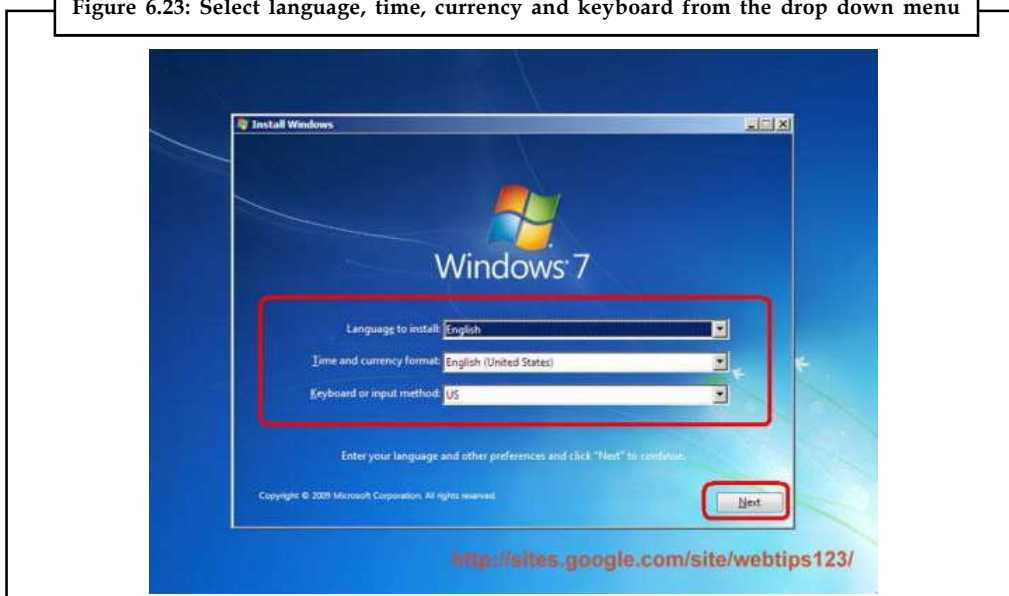 Figure 6.23: Select language, time, currency and keyboard from the drop down menu
Install Windows
Windows 7
Language to install: English
Time and currency format: English (United States)
Keyboard or input method: US
Enter your language and other preferences and click "Next" to continue.
Copyright © 2009 Microsoft Corporation. All rights reserved.
Next
http://sites.google.com/site/webtips123/